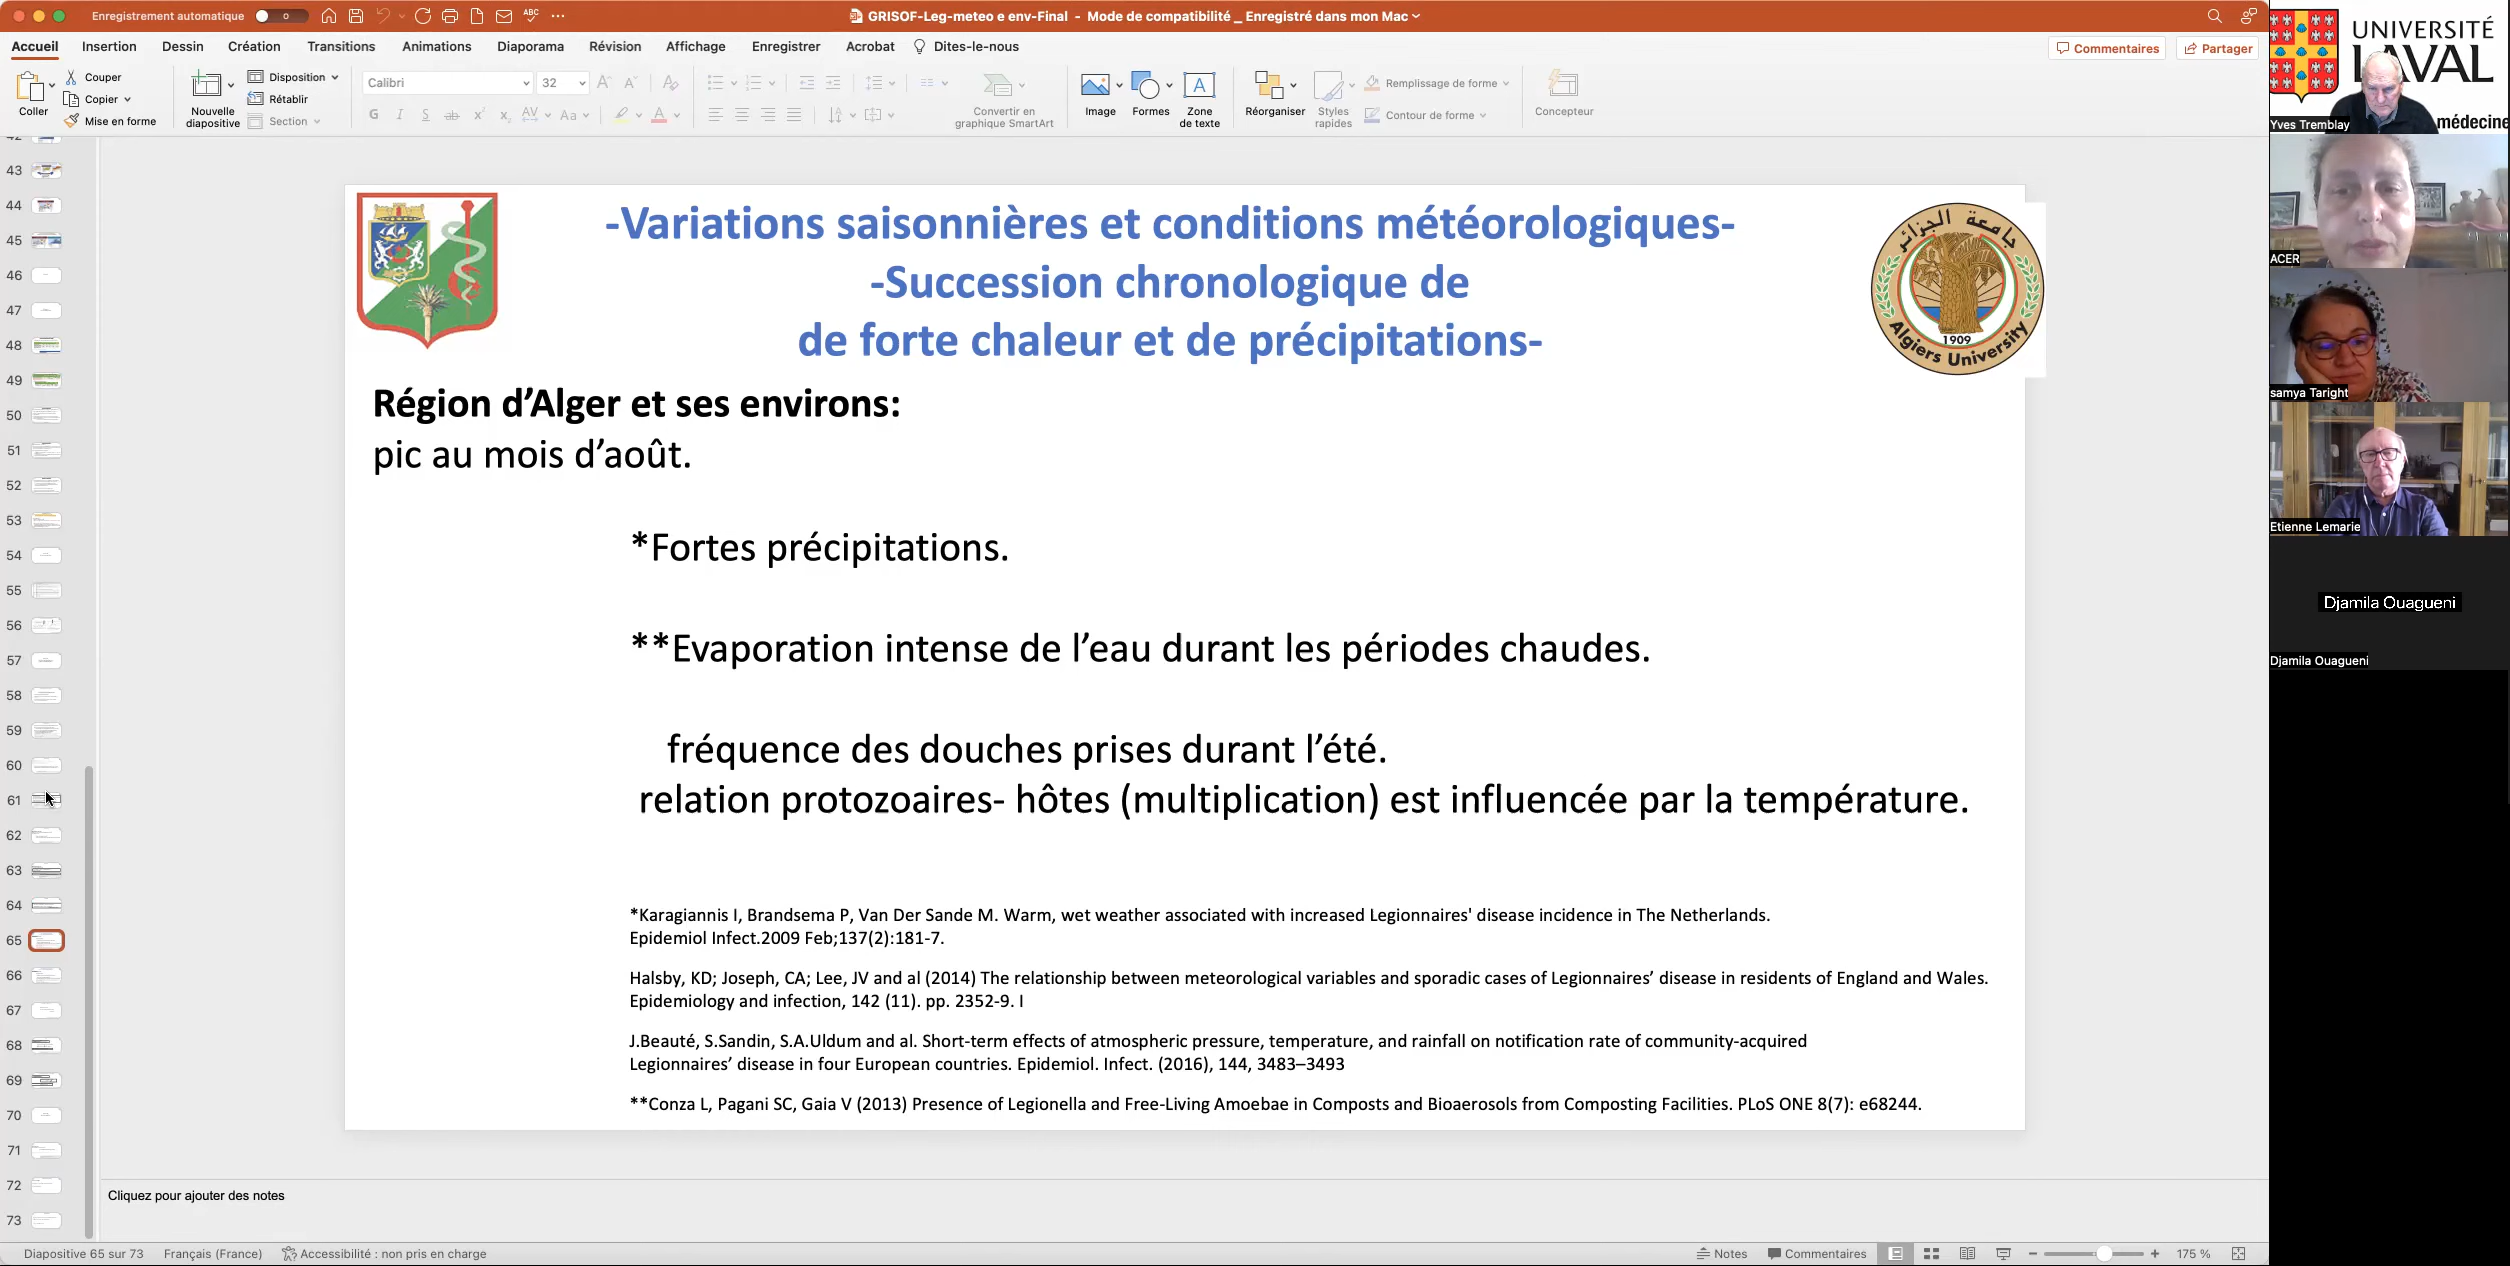 Enregistrement automatique
GRISOF-Leg-meteo e env-Final - Mode de compatibilité _ Enregistré dans mon Mac
Accueil Insertion Dessin Création Transitions Animations Diaporama Révision Affichage Enregistrer Acrobat Dites-le-nous
Commentaires Partager
Coller
Couper
Copier
Mise en forme
Nouvelle
diapositive
Disposition
Rétablir
Section
Calibri 32
Convertir en
graphique SmartArt
Image
Formes
Zone
de texte
Réorganiser
Styles
rapides
Remplissage de forme
Contour de forme
Concepteur
42
43
44
45
46
47
48
49
50
51
52
53
54
55
56
57
58
59
60
61
62
63
64
65
66
67
68
69
70
71
72
73
-Variations saisonnières et conditions météorologiques-
-Succession chronologique de
de forte chaleur et de précipitations-
جامعة الجزائر
1909
Algiers University
Région d’Alger et ses environs:
pic au mois d’août.
*Fortes précipitations.
**Evaporation intense de l’eau durant les périodes chaudes.
fréquence des douches prises durant l’été.
relation protozoaires- hôtes (multiplication) est influencée par la température.
*Karagiannis I, Brandsema P, Van Der Sande M. Warm, wet weather associated with increased Legionnaires' disease incidence in The Netherlands.
Epidemiol Infect.2009 Feb;137(2):181-7.
Halsby, KD; Joseph, CA; Lee, JV and al (2014) The relationship between meteorological variables and sporadic cases of Legionnaires’ disease in residents of England and Wales.
Epidemiology and infection, 142 (11). pp. 2352-9. I
J.Beauté, S.Sandin, S.A.Uldum and al. Short-term effects of atmospheric pressure, temperature, and rainfall on notification rate of community-acquired
Legionnaires’ disease in four European countries. Epidemiol. Infect. (2016), 144, 3483–3493
**Conza L, Pagani SC, Gaia V (2013) Presence of Legionella and Free-Living Amoebae in Composts and Bioaerosols from Composting Facilities. PLoS ONE 8(7): e68244.
Cliquez pour ajouter des notes
Diapositive 65 sur 73 Français (France) Accessibilité : non pris en charge
Notes Commentaires 175 %
UNIVERSITÉ
LAVAL
médecine
Yves Tremblay
ACER
samya Taright
Etienne Lemarie
Djamila Ouagueni
Djamila Ouagueni